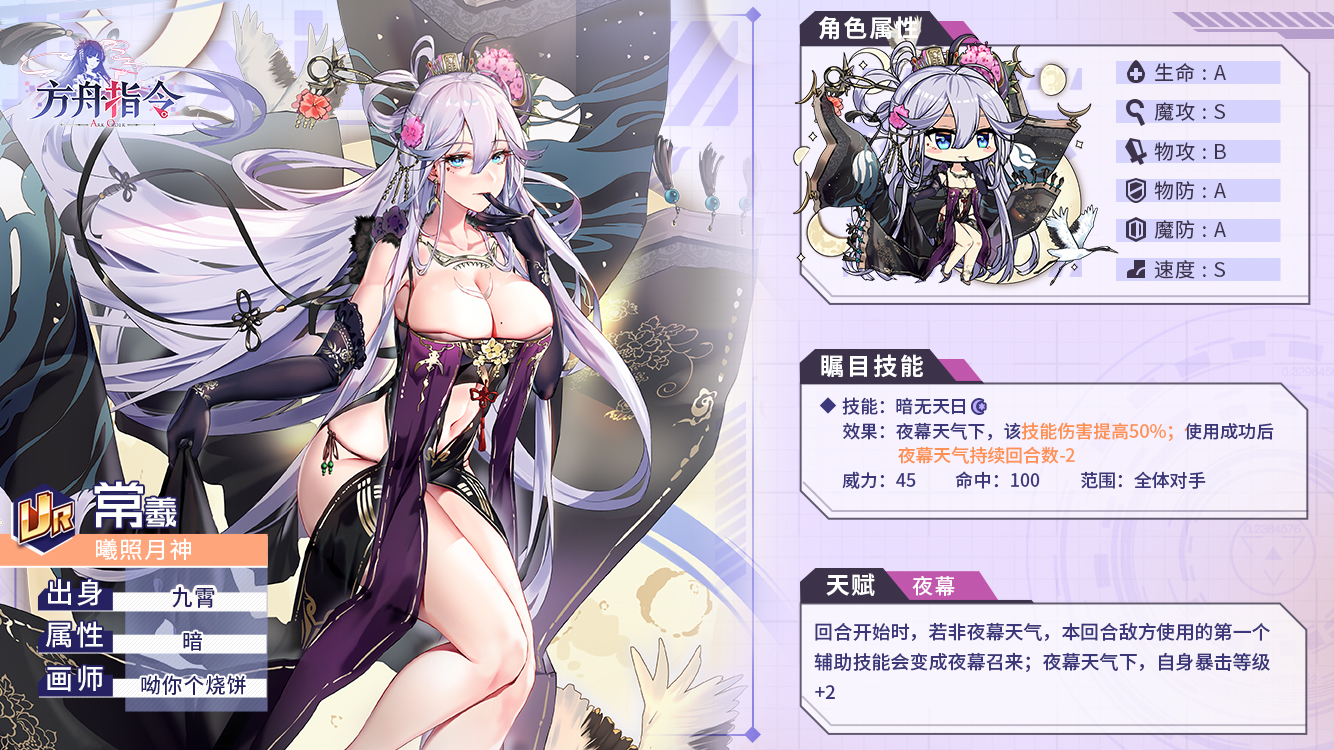 方舟指令
Ark Order
UR
常羲
曦照月神
出身 九霄
属性 暗
画师 呦你个烧饼
角色属性
生命：A
魔攻：S
物攻：B
物防：A
魔防：A
速度：S
瞩目技能
技能：暗无天日
效果：夜幕天气下，该技能伤害提高50%；使用成功后
夜幕天气持续回合数-2
威力：45 命中：100 范围：全体对手
天赋 夜幕
回合开始时，若非夜幕天气，本回合敌方使用的第一个
辅助技能会变成夜幕召来；夜幕天气下，自身暴击等级
+2